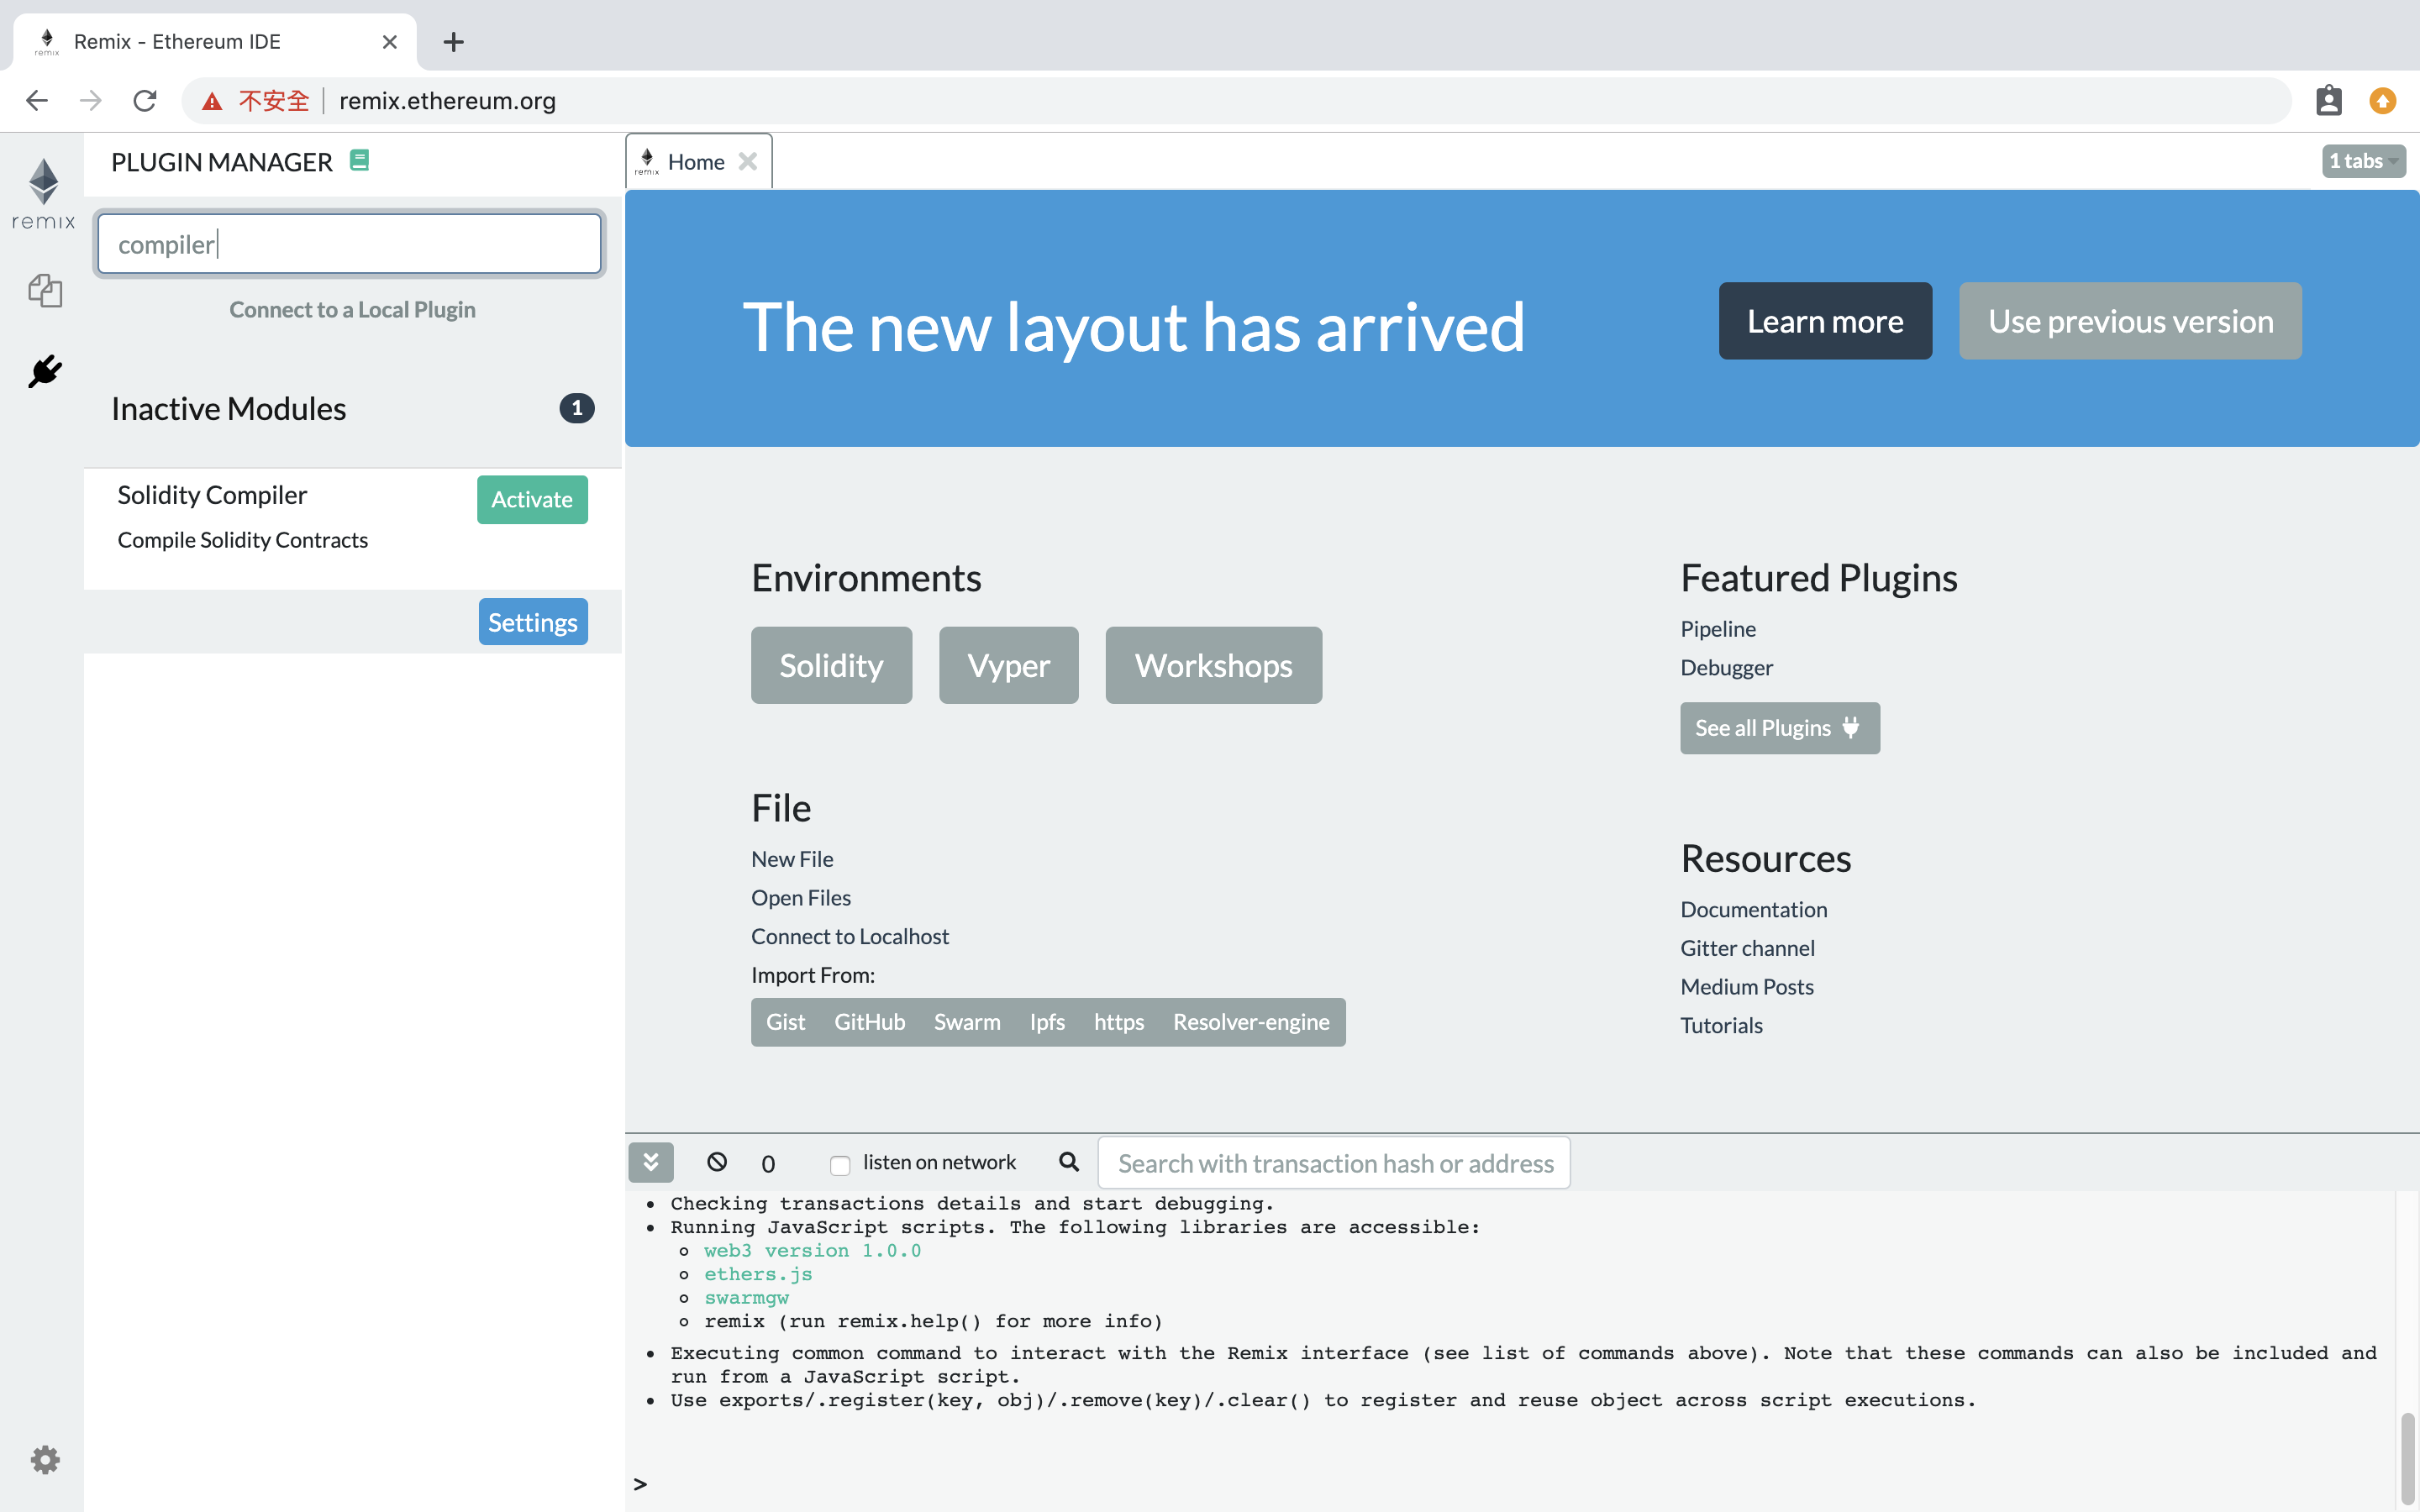 remix
Remix - Ethereum IDE
不安全
remix.ethereum.org
remix
PLUGIN MANAGER
compiler
Connect to a Local Plugin
Inactive Modules
1
Solidity Compiler
Activate
Compile Solidity Contracts
Settings
remix
Home
1 tabs
The new layout has arrived
Learn more
Use previous version
Environments
Solidity
Vyper
Workshops
File
New File
Open Files
Connect to Localhost
Import From:
Gist
GitHub
Swarm
Ipfs
https
Resolver-engine
Featured Plugins
Pipeline
Debugger
See all Plugins
Resources
Documentation
Gitter channel
Medium Posts
Tutorials
0
listen on network
Search with transaction hash or address
Checking transactions details and start debugging.
Running JavaScript scripts. The following libraries are accessible:
web3 version 1.0.0
ethers.js
swarmgw
remix (run remix.help() for more info)
Executing common command to interact with the Remix interface (see list of commands above). Note that these commands can also be included and
run from a JavaScript script.
Use exports/.register(key, obj)/.remove(key)/.clear() to register and reuse object across script executions.
>